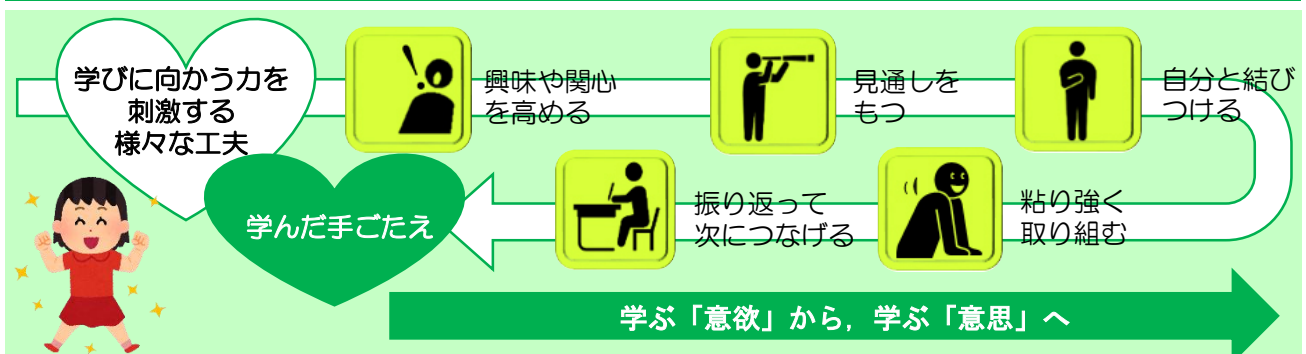 学びに向かう力を
刺激する
様々な工夫
興味や関心
を高める
見通しを
もつ
自分と結び
つける
粘り強く
取り組む
振り返って
次につなげる
学んだ手ごたえ
学ぶ「意欲」から，学ぶ「意思」へ